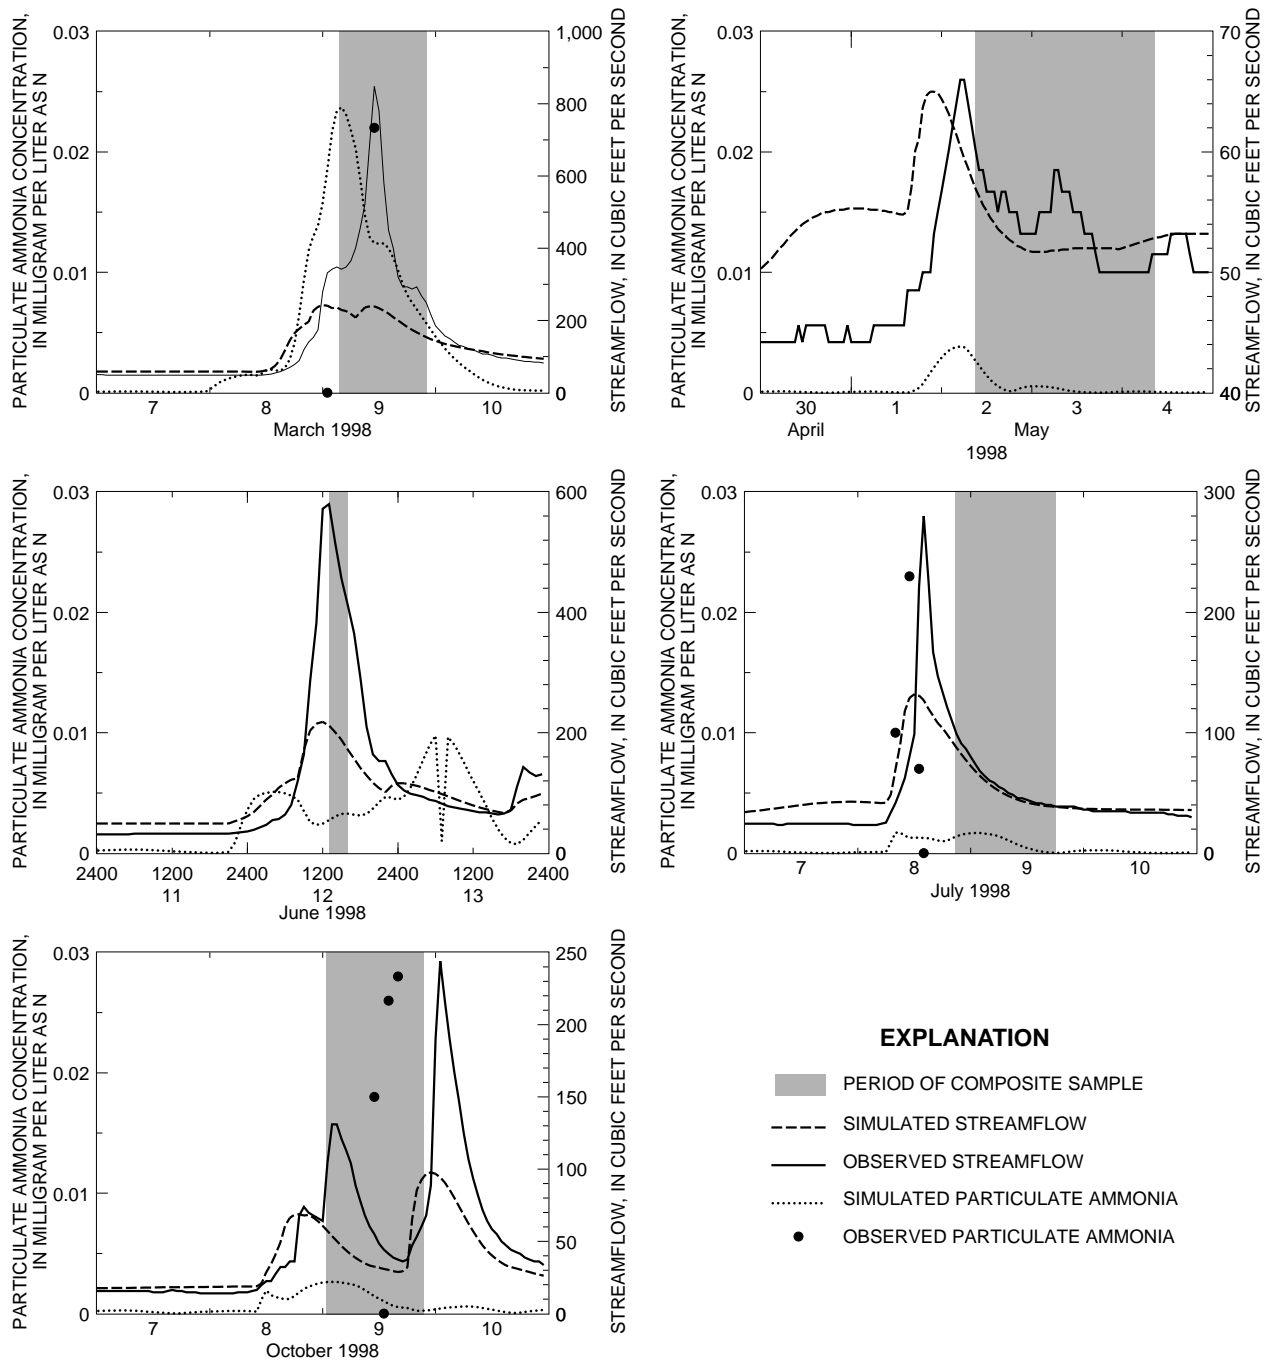 PARTICULATE AMMONIA CONCENTRATION,
IN MILLIGRAM PER LITER AS N
0.03
0.02
0.01
0
1,000
800
600
400
200
0
STREAMFLOW, IN CUBIC FEET PER SECOND
7 8 9 10
March 1998
PARTICULATE AMMONIA CONCENTRATION,
IN MILLIGRAM PER LITER AS N
0.03
0.02
0.01
0
70
60
50
40
STREAMFLOW, IN CUBIC FEET PER SECOND
30 1 2 3 4
April May
1998
PARTICULATE AMMONIA CONCENTRATION,
IN MILLIGRAM PER LITER AS N
0.03
0.02
0.01
0
600
400
200
0
STREAMFLOW, IN CUBIC FEET PER SECOND
2400 1200 2400 1200 2400 1200 2400
11 12 13
June 1998
PARTICULATE AMMONIA CONCENTRATION,
IN MILLIGRAM PER LITER AS N
0.03
0.02
0.01
0
300
200
100
0
STREAMFLOW, IN CUBIC FEET PER SECOND
7 8 9 10
July 1998
PARTICULATE AMMONIA CONCENTRATION,
IN MILLIGRAM PER LITER AS N
0.03
0.02
0.01
0
250
200
150
100
50
0
STREAMFLOW, IN CUBIC FEET PER SECOND
7 8 9 10
October 1998
EXPLANATION
PERIOD OF COMPOSITE SAMPLE
SIMULATED STREAMFLOW
OBSERVED STREAMFLOW
SIMULATED PARTICULATE AMMONIA
OBSERVED PARTICULATE AMMONIA